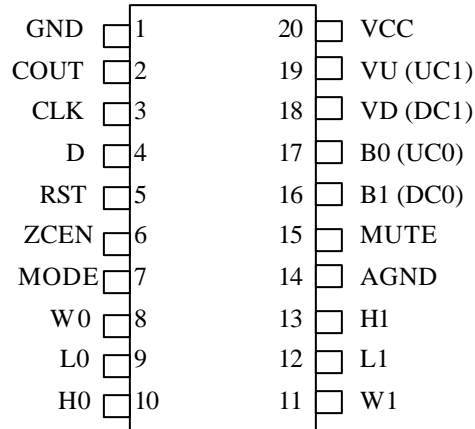 GND 1 20 VCC
COUT 2 19 VU (UC1)
CLK 3 18 VD (DC1)
D 4 17 B0 (UC0)
RST 5 16 B1 (DC0)
ZCEN 6 15 MUTE
MODE 7 14 AGND
W0 8 13 H1
L0 9 12 L1
H0 10 11 W1